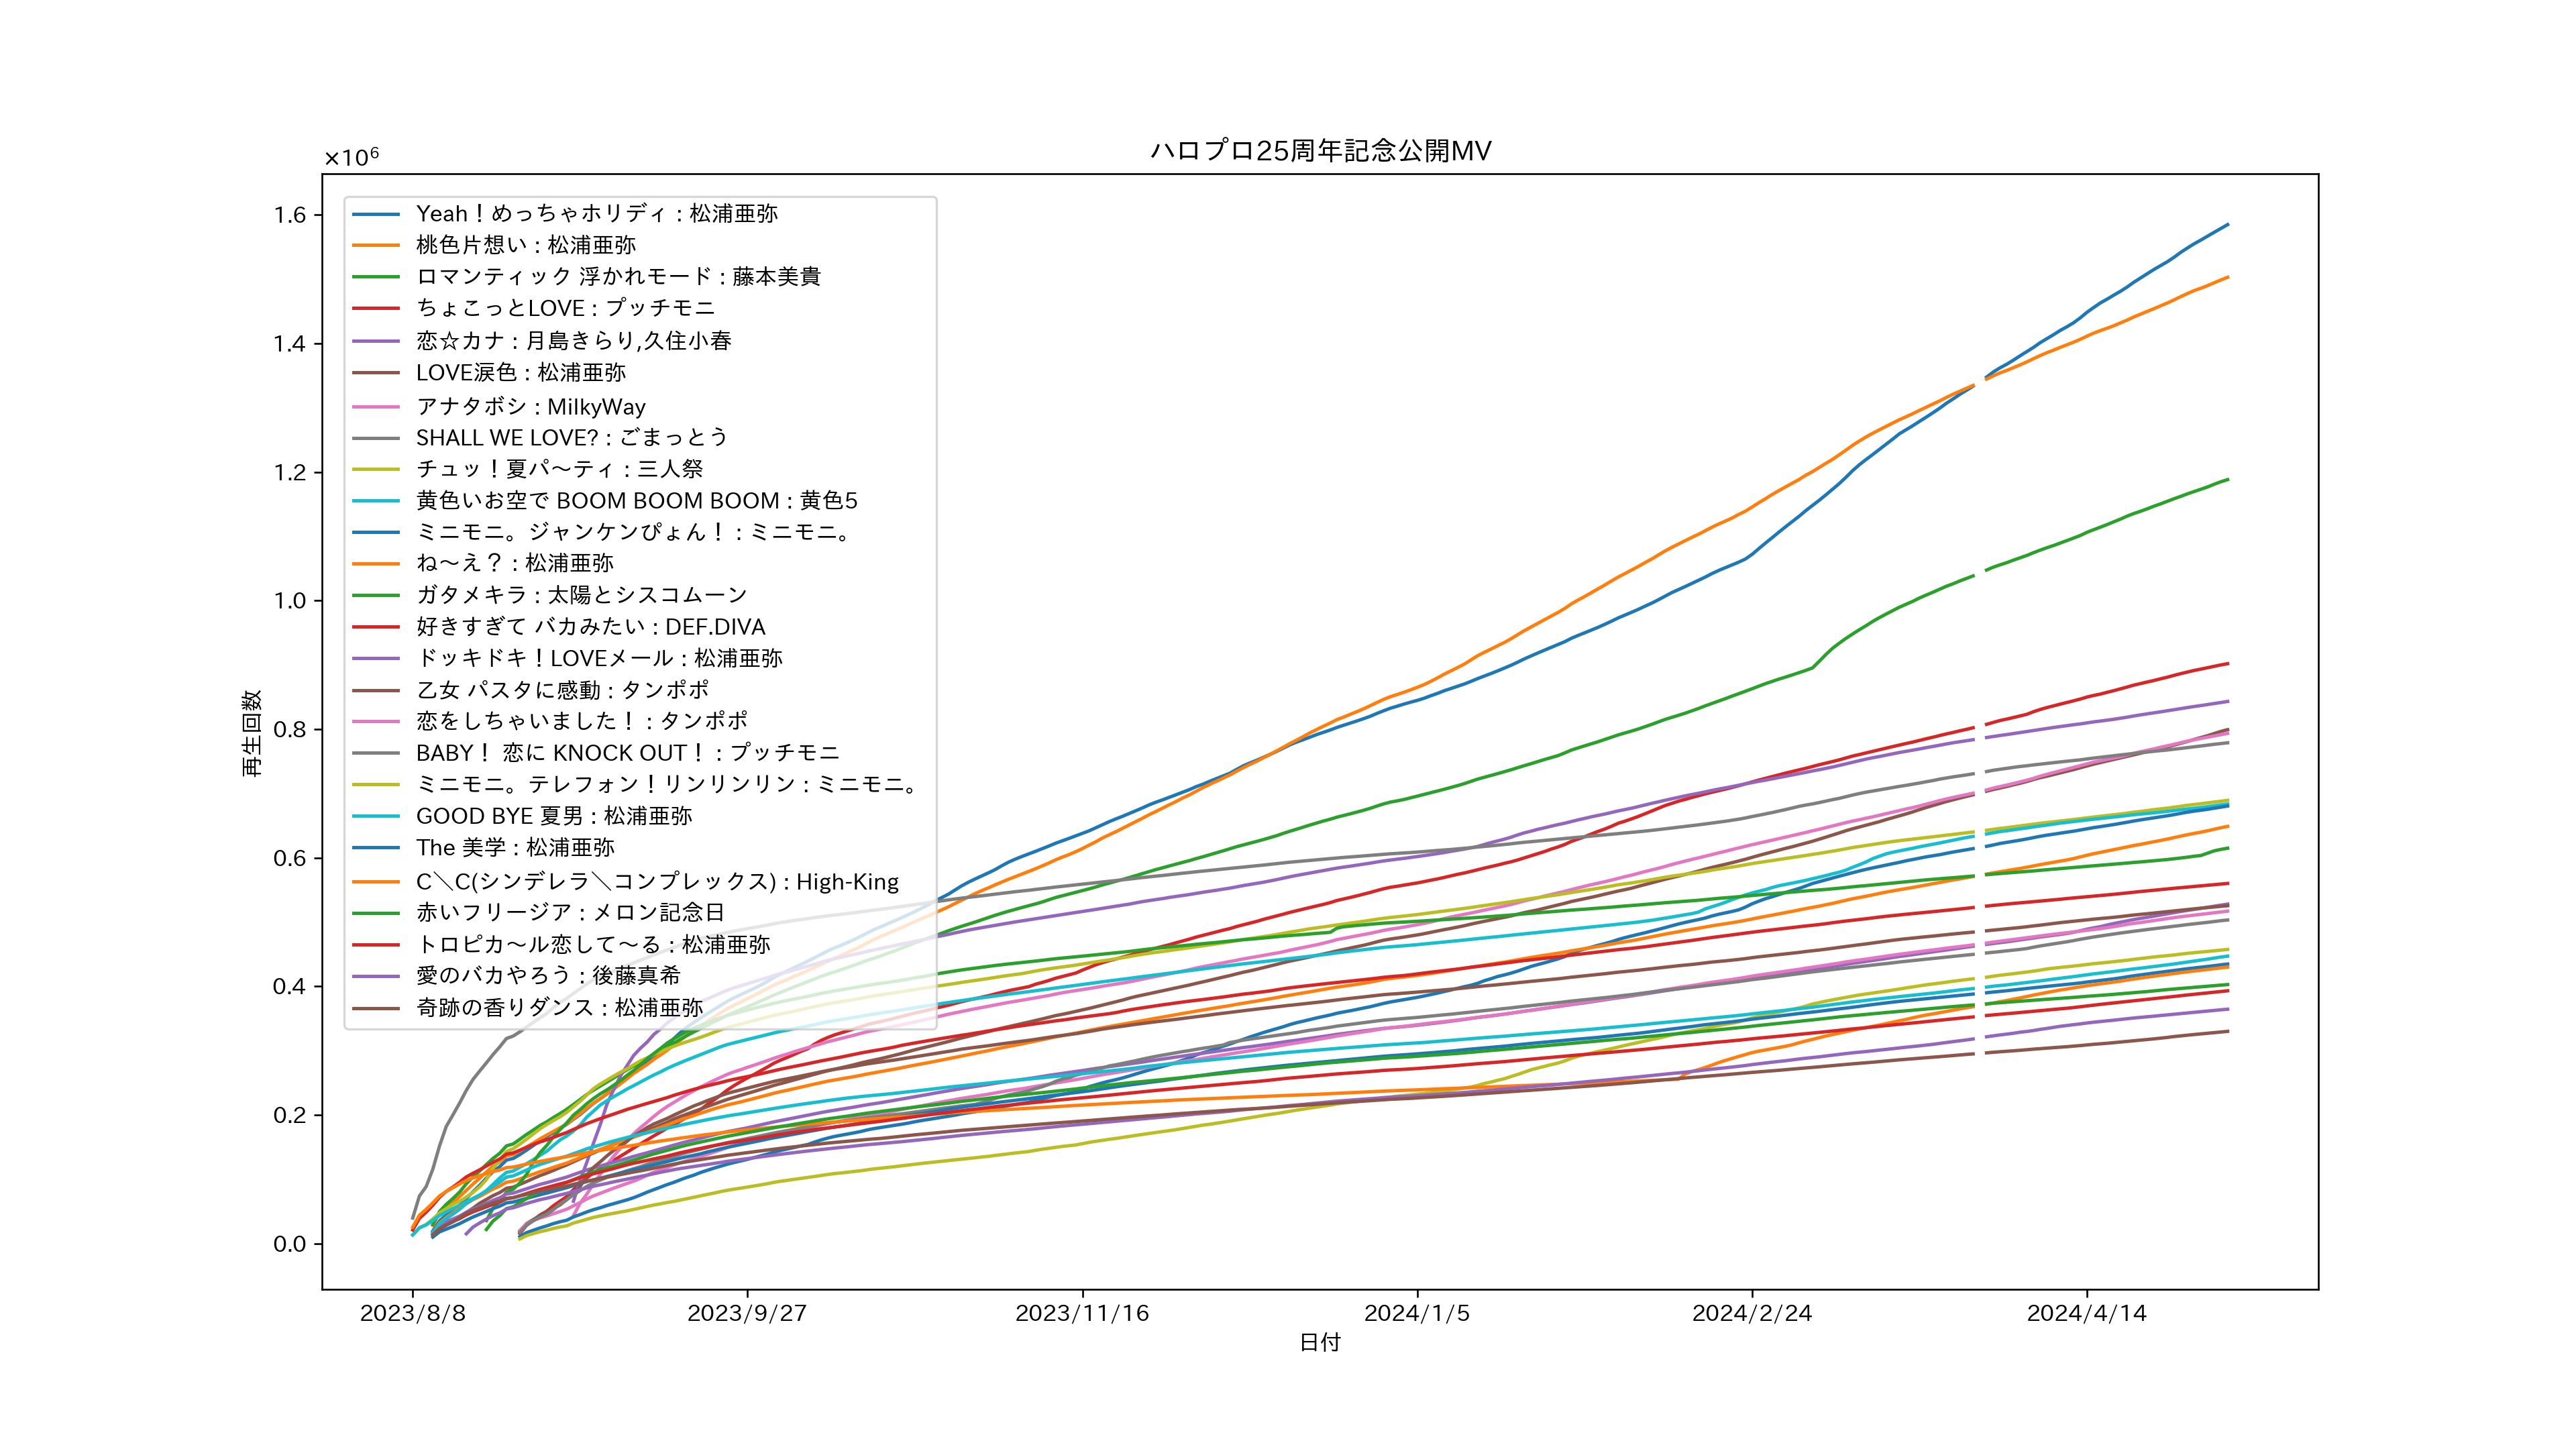 ハロプロ25周年記念公開MV
×10⁶
1.6
1.4
1.2
1.0
0.8
0.6
0.4
0.2
0.0
再生回数
Yeah！めっちゃホリディ : 松浦亜弥
桃色片想い : 松浦亜弥
ロマンティック 浮かれモード : 藤本美貴
ちょこっとLOVE : プッチモニ
恋☆カナ : 月島きらり,久住小春
LOVE涙色 : 松浦亜弥
アナタボシ : MilkyWay
SHALL WE LOVE? : ごまっとう
チュッ！夏パ〜ティ : 三人祭
黄色いお空で BOOM BOOM BOOM : 黄色5
ミニモニ。ジャンケンぴょん！ : ミニモニ。
ね〜え？ : 松浦亜弥
ガタメキラ : 太陽とシスコムーン
好きすぎて バカみたい : DEF.DIVA
ドッキドキ！LOVEメール : 松浦亜弥
乙女 パスタに感動 : タンポポ
恋をしちゃいました！ : タンポポ
BABY！ 恋に KNOCK OUT！ : プッチモニ
ミニモニ。テレフォン！リンリンリン : ミニモニ。
GOOD BYE 夏男 : 松浦亜弥
The 美学 : 松浦亜弥
C＼C(シンデレラ＼コンプレックス) : High-King
赤いフリージア : メロン記念日
トロピカ〜ル恋して〜る : 松浦亜弥
愛のバカやろう : 後藤真希
奇跡の香りダンス : 松浦亜弥
2023/8/8
2023/9/27
2023/11/16
2024/1/5
2024/2/24
2024/4/14
日付